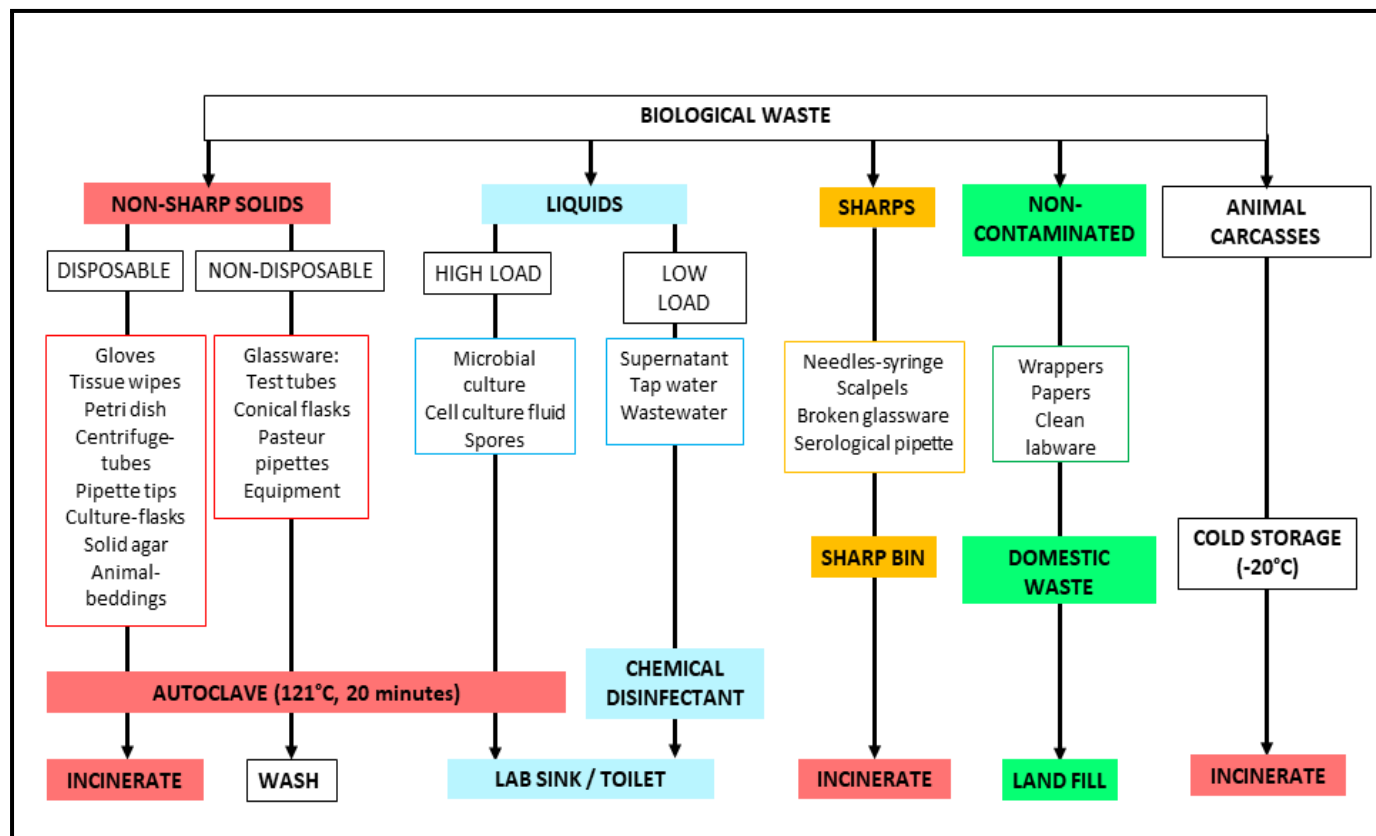 BIOLOGICAL WASTE
NON-SHARP SOLIDS
LIQUIDS
SHARPS
NON-
CONTAMINATED
ANIMAL
CARCASSES
DISPOSABLE
NON-DISPOSABLE
HIGH LOAD
LOW
LOAD
Gloves
Tissue wipes
Petri dish
Centrifuge-
tubes
Pipette tips
Culture-flasks
Solid agar
Animal-
beddings
Glassware:
Test tubes
Conical flasks
Pasteur
pipettes
Equipment
Microbial
culture
Cell culture fluid
Spores
Supernatant
Tap water
Wastewater
Needles-syringe
Scalpels
Broken glassware
Serological pipette
Wrappers
Papers
Clean
labware
SHARP BIN
DOMESTIC
WASTE
COLD STORAGE
(-20°C)
AUTOCLAVE (121°C, 20 minutes)
CHEMICAL
DISINFECTANT
INCINERATE
WASH
LAB SINK / TOILET
INCINERATE
LAND FILL
INCINERATE